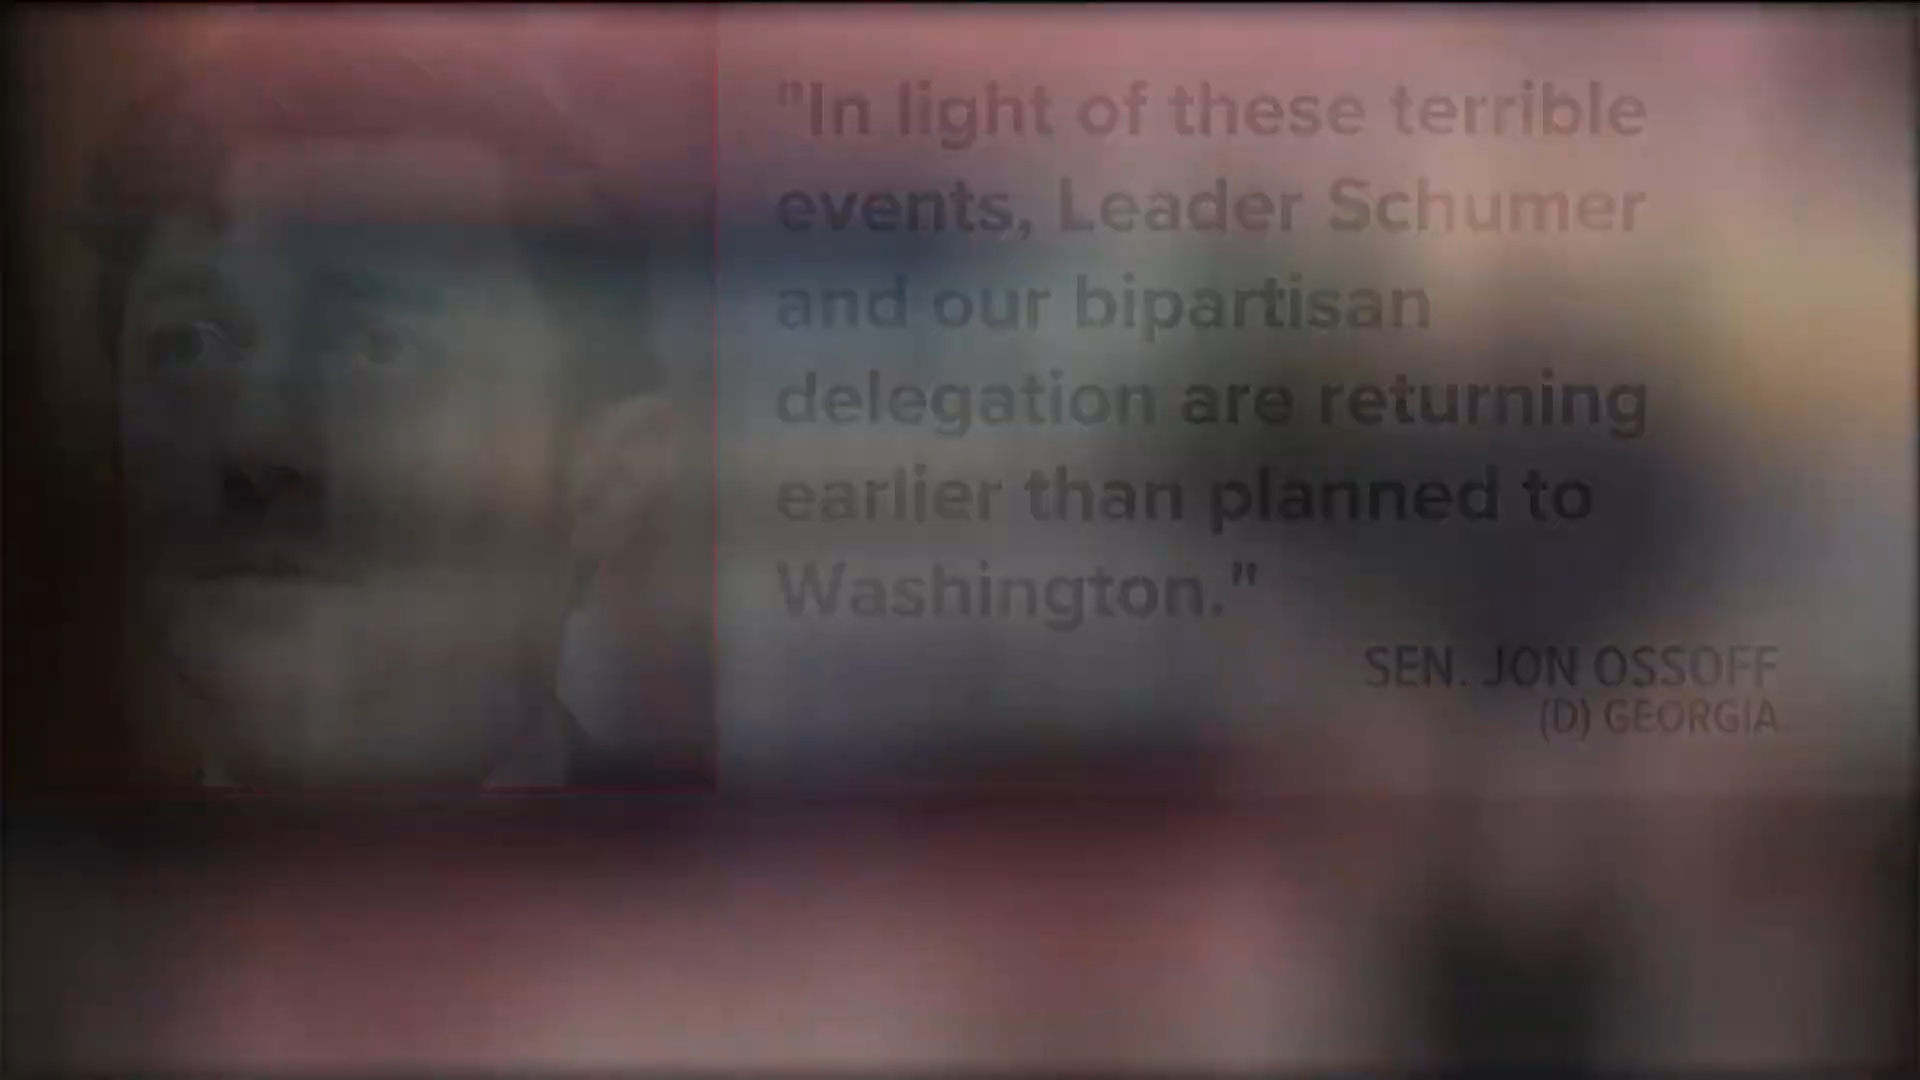 "In light of these terrible
events, Leader Schumer
and our bipartisan
delegation are returning
earlier than planned to
Washington."
SEN. JON OSSOFF
(D) GEORGIA